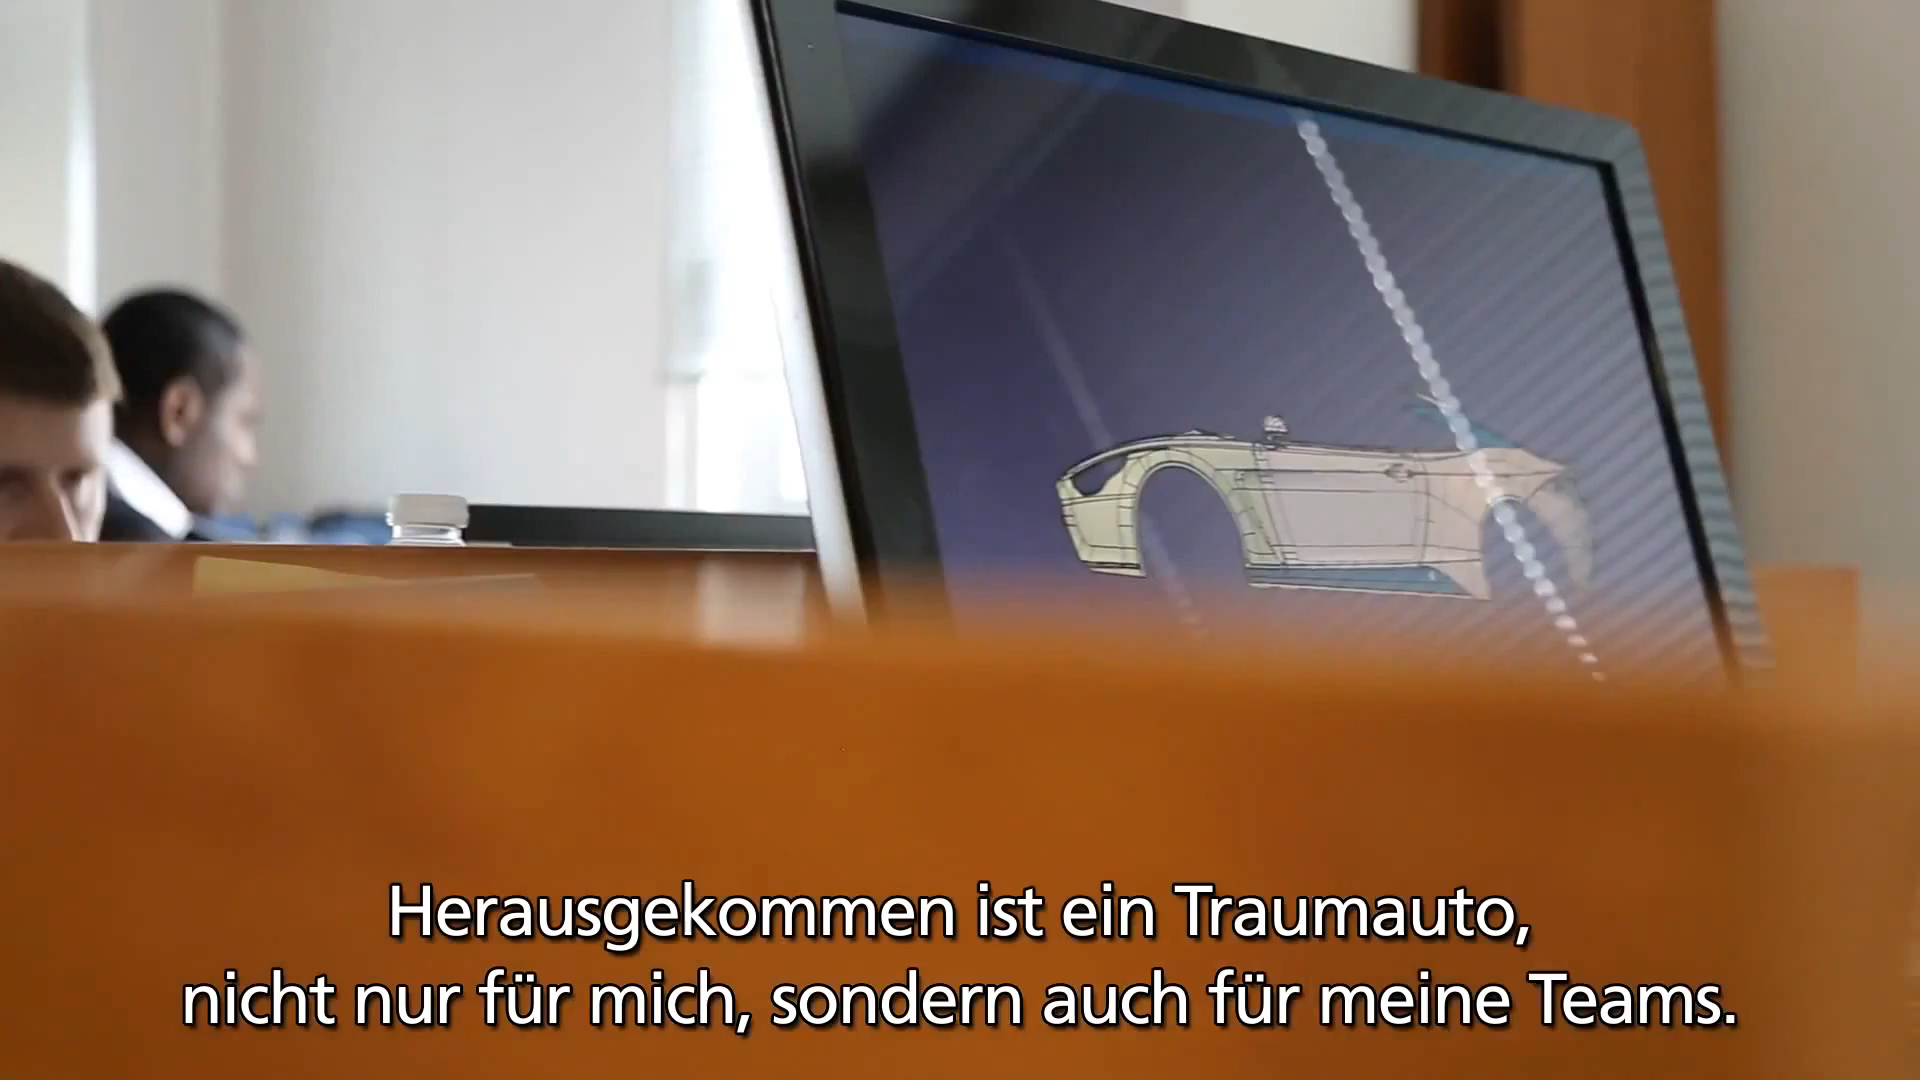 Herausgekommen ist ein Traumauto,
nicht nur für mich, sondern auch für meine Teams.